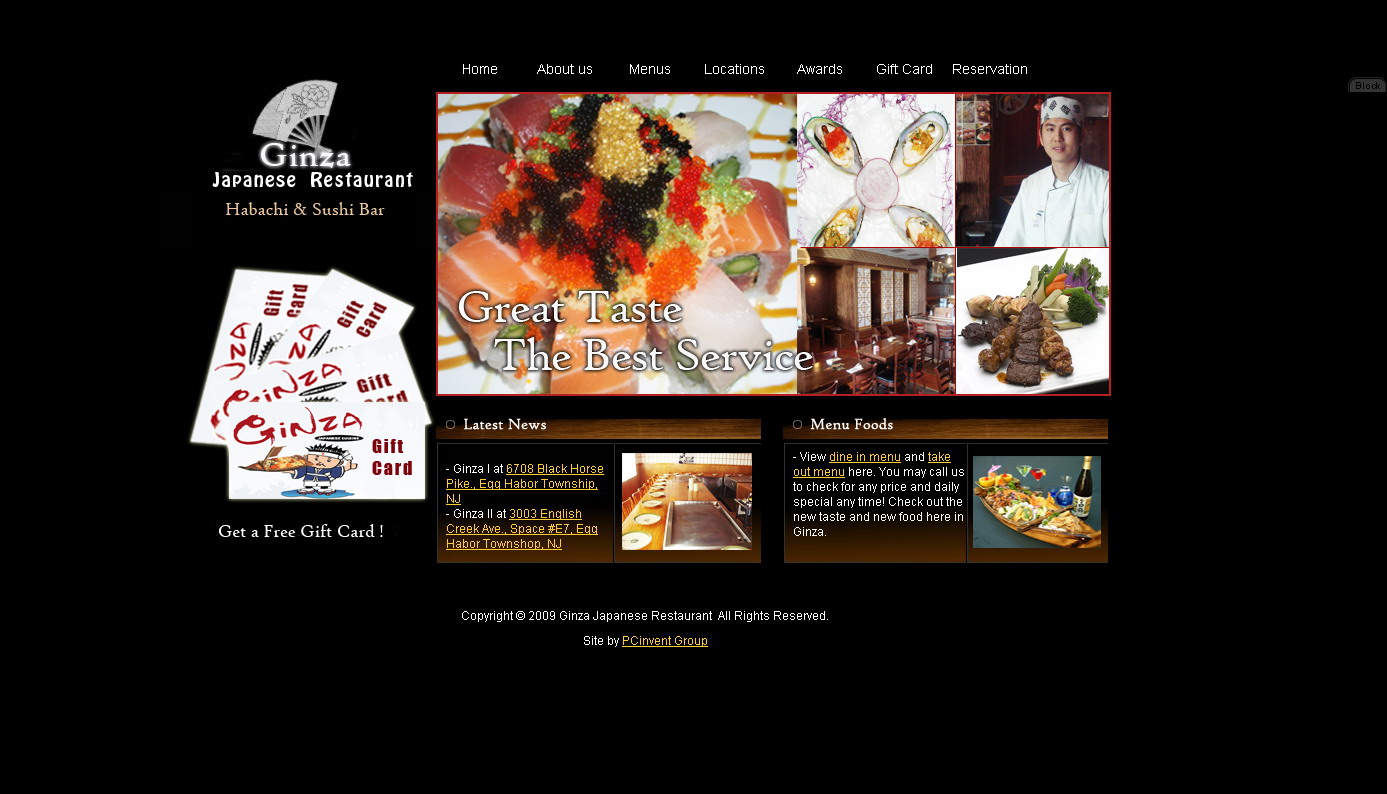 Home About us Menus Locations Awards Gift Card Reservation
Block
Ginza
Japanese Restaurant
Habachi & Sushi Bar
Great Taste
The Best Service
Gift Card
Gift Card
GiNZA
Gift
GiNZA
JAPANESE CUISINE
Gift
Card
Get a Free Gift Card !
Latest News
- Ginza I at 6708 Black Horse
Pike., Egg Habor Township,
NJ
- Ginza II at 3003 English
Creek Ave., Space #E7, Egg
Habor Townshop, NJ
Menu Foods
- View dine in menu and take
out menu here. You may call us
to check for any price and daily
special any time! Check out the
new taste and new food here in
Ginza.
Copyright © 2009 Ginza Japanese Restaurant All Rights Reserved.
Site by PCinvent Group